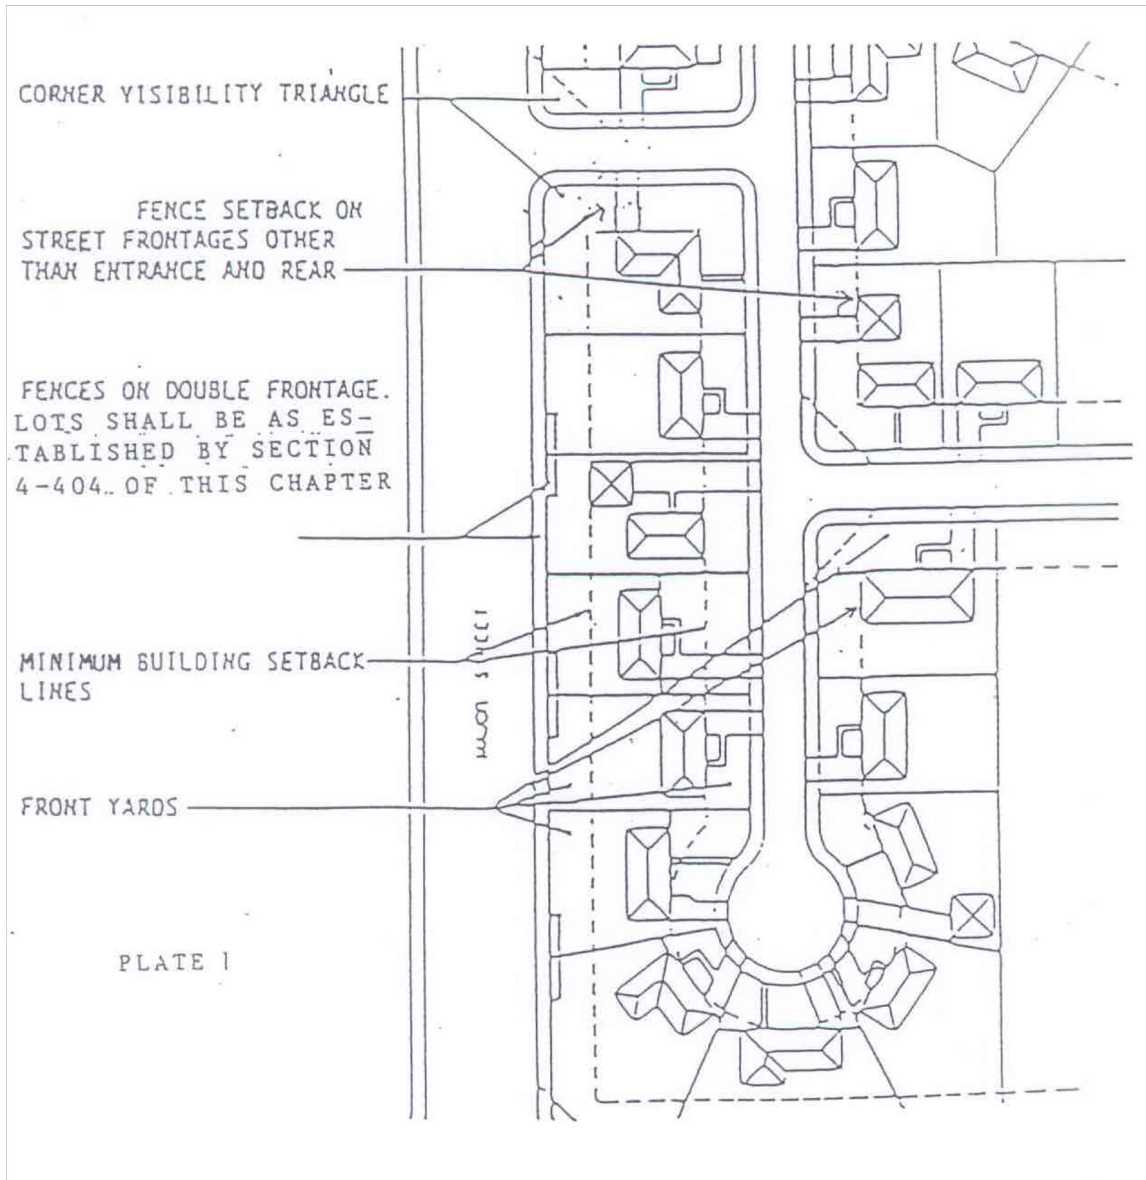 CORNER VISIBILITY TRIANGLE
FENCE SETBACK ON
STREET FRONTAGES OTHER
THAN ENTRANCE AND REAR
FENCES ON DOUBLE FRONTAGE.
LOTS SHALL BE AS ES-
TABLISHED BY SECTION
4-404. OF THIS CHAPTER
MINIMUM BUILDING SETBACK
LINES
FRONT YARDS
PLATE 1